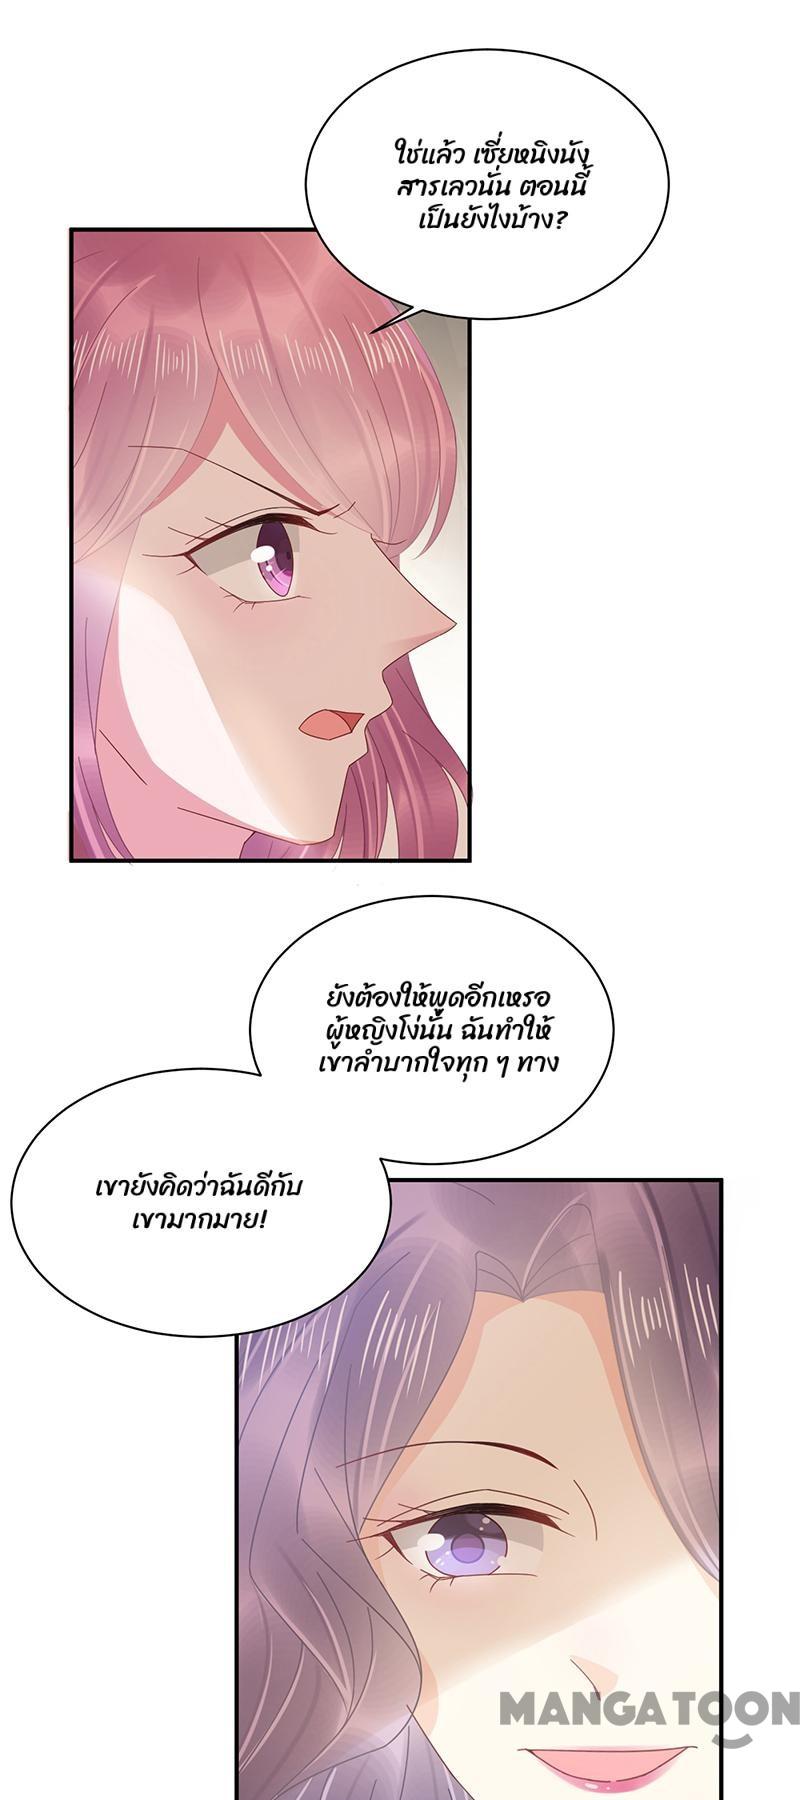 ใช่แล้ว เซี่ยหนิงนัง
สารเลวนั่น ตอนนี้
เป็นยังไงบ้าง?
ยังต้องให้พูดอีกเหรอ
ผู้หญิงโง่นั่น ฉันทำให้
เขาลำบากใจทุก ๆ ทาง
เขายังคิดว่าฉันดีกับ
เขามากมาย!
MANGATOON